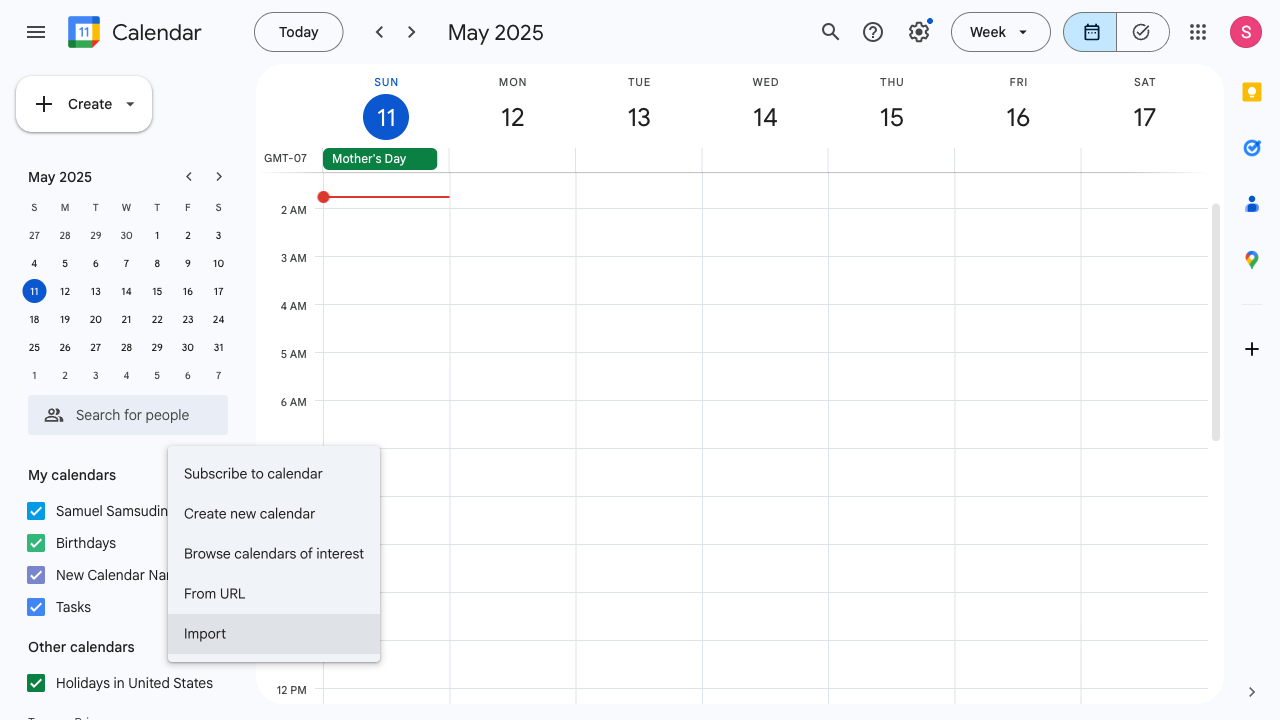 11 Calendar Today May 2025 Week S
Create
SUN MON TUE WED THU FRI SAT
11 12 13 14 15 16 17
GMT-07 Mother's Day
May 2025
S M T W T F S
27 28 29 30 1 2 3
4 5 6 7 8 9 10
11 12 13 14 15 16 17
18 19 20 21 22 23 24
25 26 27 28 29 30 31
1 2 3 4 5 6 7
Search for people
My calendars
Samuel Samsudin
Birthdays
New Calendar Na
Tasks
Other calendars
Holidays in United States
Subscribe to calendar
Create new calendar
Browse calendars of interest
From URL
Import
2 AM
3 AM
4 AM
5 AM
6 AM
12 PM